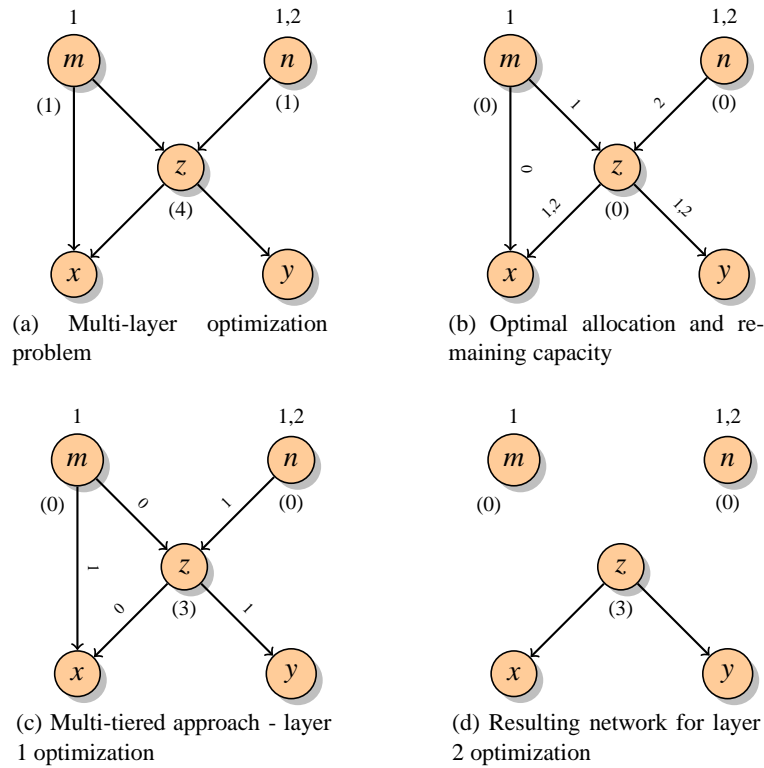 1
1,2
m
n
(1)
(1)
z
(4)
x
y
(a) Multi-layer optimization
problem
1
1,2
m
n
(0)
(0)
1
2
0
z
(0)
1,2
1,2
x
y
(b) Optimal allocation and re-
maining capacity
1
1,2
m
n
(0)
(0)
0
1
1
z
(3)
0
1
x
y
(c) Multi-tiered approach - layer
1 optimization
1
1,2
m
n
(0)
(0)
z
(3)
x
y
(d) Resulting network for layer
2 optimization